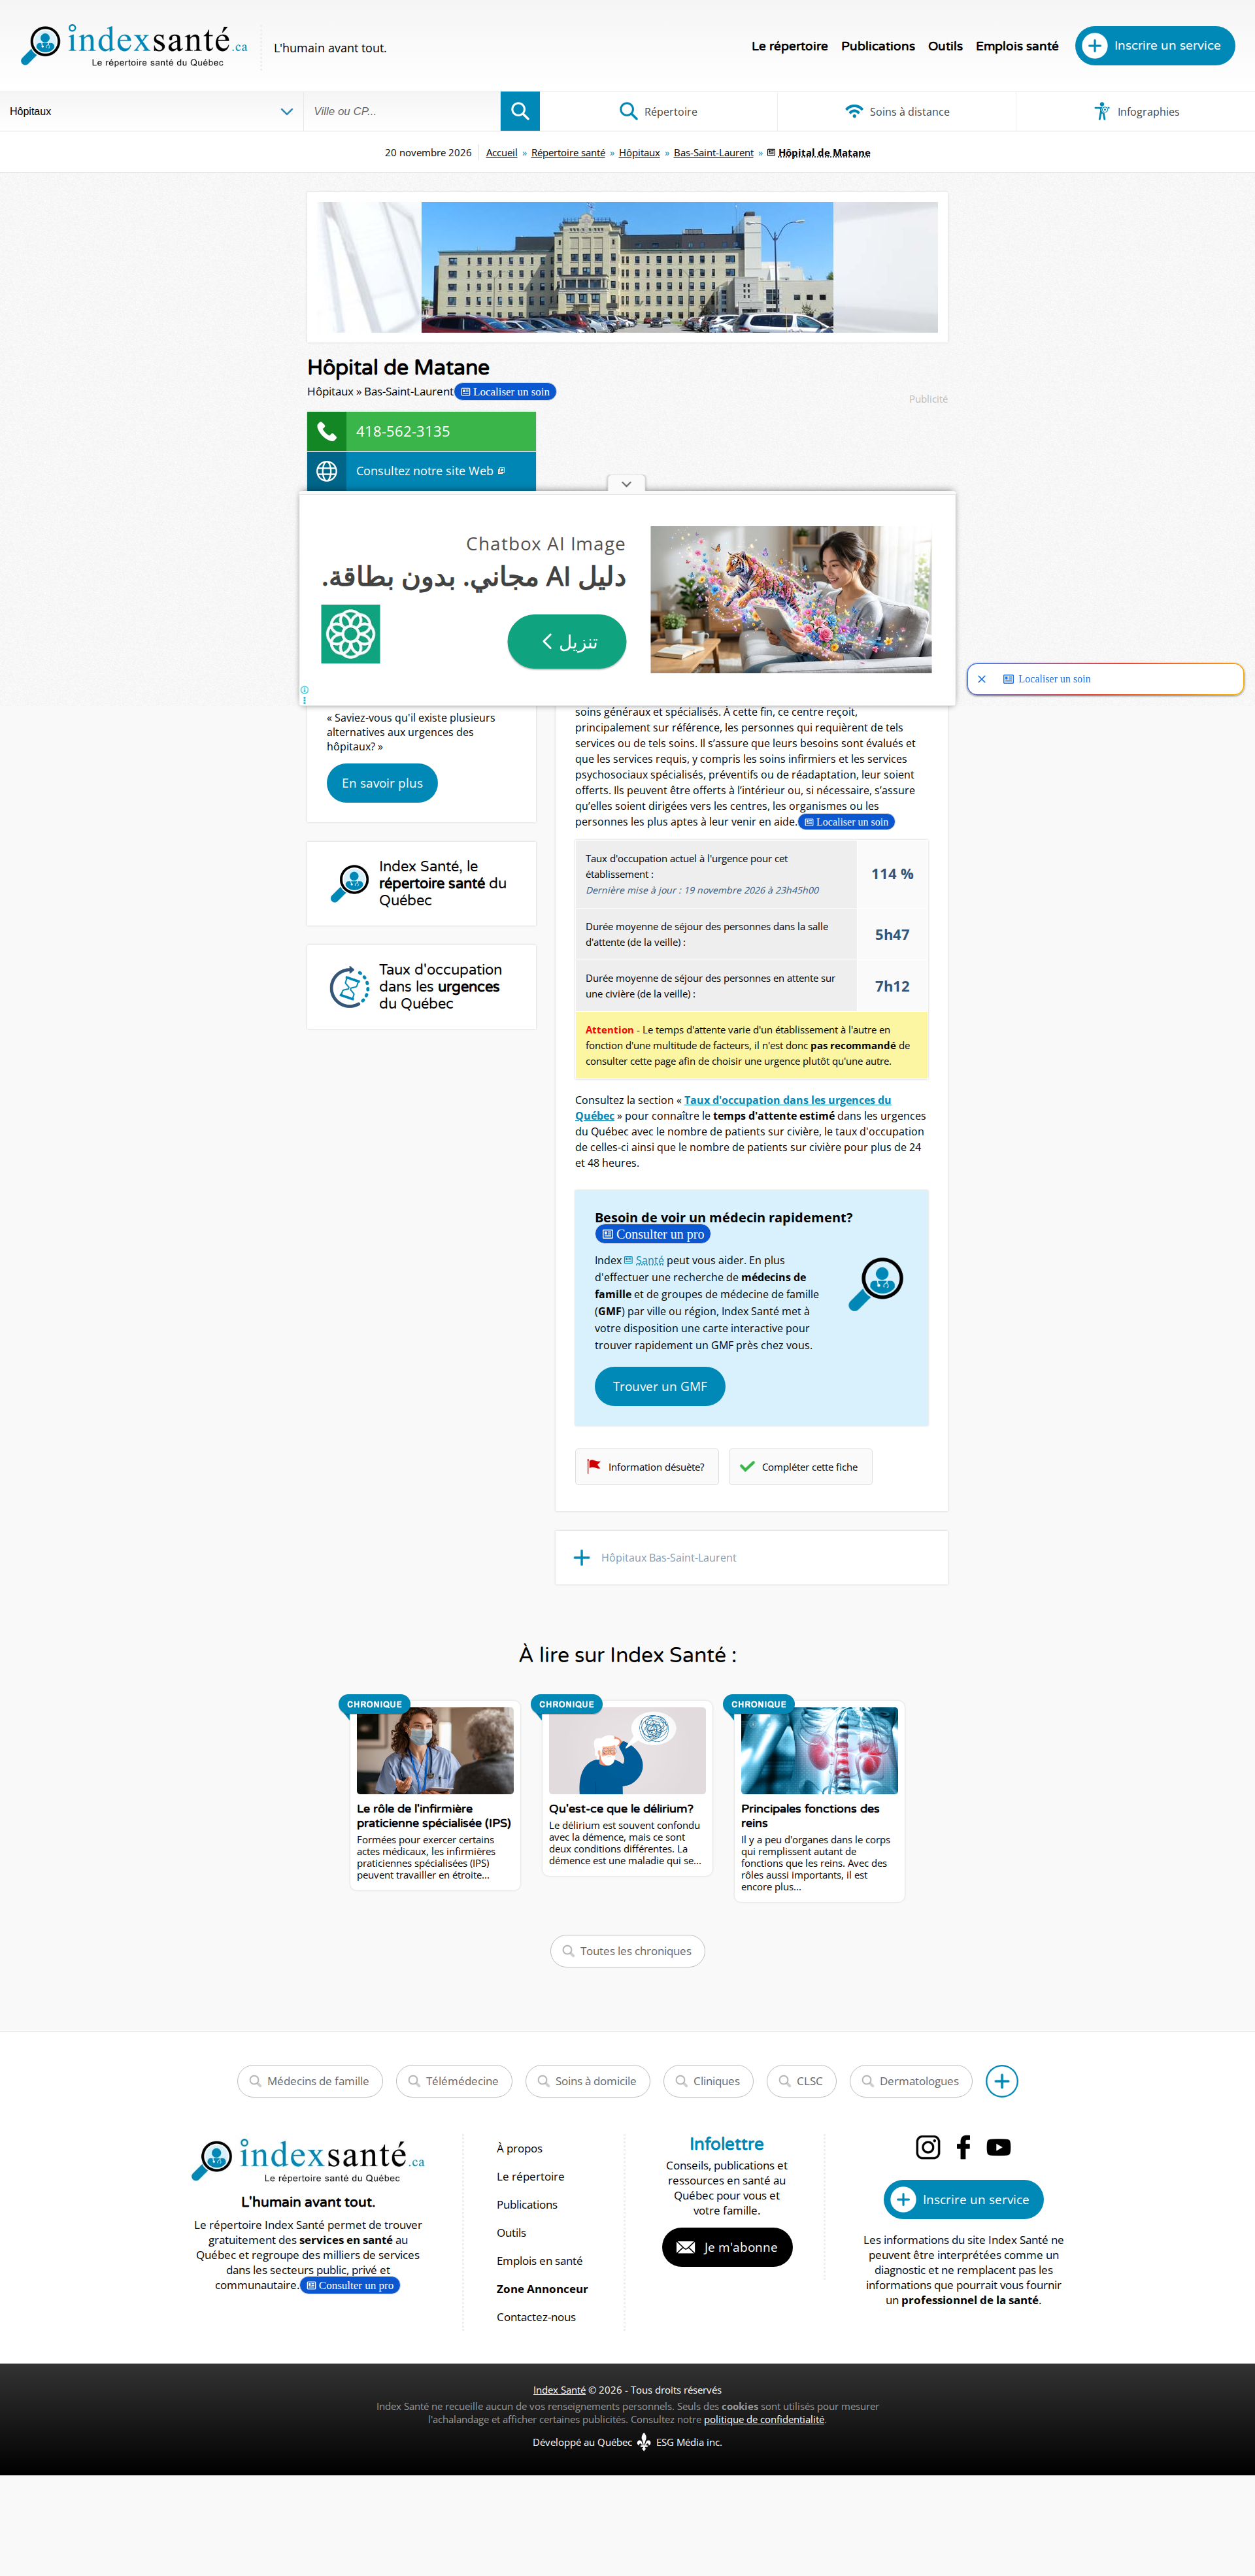 indexsanté.ca
Le répertoire santé du Québec
L'humain avant tout.
Le répertoire
Publications
Outils
Emplois santé
Inscrire un service
Hôpitaux
Ville ou CP...
Répertoire
Soins à distance
Infographies
20 novembre 2026
Accueil » Répertoire santé » Hôpitaux » Bas-Saint-Laurent » Hôpital de Matane
Hôpital de Matane
Hôpitaux » Bas-Saint-Laurent Localiser un soin
Publicité
418-562-3135
Consultez notre site Web
Chatbox AI Image
دليل AI مجاني. بدون بطاقة.
تنزيل
Localiser un soin
« Saviez-vous qu'il existe plusieurs
alternatives aux urgences des
hôpitaux? »
En savoir plus
Index Santé, le
répertoire santé du
Québec
Taux d'occupation
dans les urgences
du Québec
soins généraux et spécialisés. À cette fin, ce centre reçoit,
principalement sur référence, les personnes qui requièrent de tels
services ou de tels soins. Il s’assure que leurs besoins sont évalués et
que les services requis, y compris les soins infirmiers et les services
psychosociaux spécialisés, préventifs ou de réadaptation, leur soient
offerts. Ils peuvent être offerts à l’intérieur ou, si nécessaire, s’assure
qu’elles soient dirigées vers les centres, les organismes ou les
personnes les plus aptes à leur venir en aide. Localiser un soin
Taux d'occupation actuel à l'urgence pour cet
établissement :
Dernière mise à jour : 19 novembre 2026 à 23h45h00
114 %
Durée moyenne de séjour des personnes dans la salle
d'attente (de la veille) :
5h47
Durée moyenne de séjour des personnes en attente sur
une civière (de la veille) :
7h12
Attention - Le temps d'attente varie d'un établissement à l'autre en
fonction d'une multitude de facteurs, il n'est donc pas recommandé de
consulter cette page afin de choisir une urgence plutôt qu'une autre.
Consultez la section « Taux d'occupation dans les urgences du
Québec » pour connaître le temps d'attente estimé dans les urgences
du Québec avec le nombre de patients sur civière, le taux d'occupation
de celles-ci ainsi que le nombre de patients sur civière pour plus de 24
et 48 heures.
Besoin de voir un médecin rapidement?
Consulter un pro
Index Santé peut vous aider. En plus
d'effectuer une recherche de médecins de
famille et de groupes de médecine de famille
(GMF) par ville ou région, Index Santé met à
votre disposition une carte interactive pour
trouver rapidement un GMF près chez vous.
Trouver un GMF
Information désuète?
Compléter cette fiche
Hôpitaux Bas-Saint-Laurent
À lire sur Index Santé :
CHRONIQUE
Le rôle de l'infirmière
praticienne spécialisée (IPS)
Formées pour exercer certains
actes médicaux, les infirmières
praticiennes spécialisées (IPS)
peuvent travailler en étroite...
CHRONIQUE
Qu'est-ce que le délirium?
Le délirium est souvent confondu
avec la démence, mais ce sont
deux conditions différentes. La
démence est une maladie qui se...
CHRONIQUE
Principales fonctions des
reins
Il y a peu d'organes dans le corps
qui remplissent autant de
fonctions que les reins. Avec des
rôles aussi importants, il est
encore plus...
Toutes les chroniques
Médecins de famille
Télémédecine
Soins à domicile
Cliniques
CLSC
Dermatologues
indexsanté.ca
Le répertoire santé du Québec
L'humain avant tout.
Le répertoire Index Santé permet de trouver
gratuitement des services en santé au
Québec et regroupe des milliers de services
dans les secteurs public, privé et
communautaire. Consulter un pro
À propos
Le répertoire
Publications
Outils
Emplois en santé
Zone Annonceur
Contactez-nous
Infolettre
Conseils, publications et
ressources en santé au
Québec pour vous et
votre famille.
Je m'abonne
Inscrire un service
Les informations du site Index Santé ne
peuvent être interprétées comme un
diagnostic et ne remplacent pas les
informations que pourrait vous fournir
un professionnel de la santé.
Index Santé © 2026 - Tous droits réservés
Index Santé ne recueille aucun de vos renseignements personnels. Seuls des cookies sont utilisés pour mesurer
l'achalandage et afficher certaines publicités. Consultez notre politique de confidentialité.
Développé au Québec ESG Média inc.